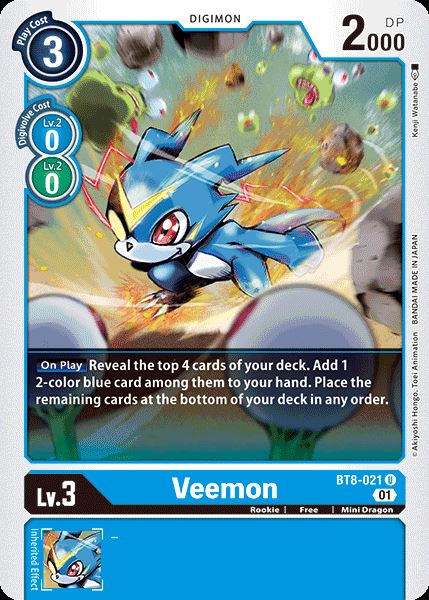 Play Cost
3
DIGIMON
DP
2000
Digivolve Cost
Lv.2
0
Lv.2
0
Kenji Watanabe
On Play Reveal the top 4 cards of your deck. Add 1
2-color blue card among them to your hand. Place the
remaining cards at the bottom of your deck in any order.
©Akiyoshi Hongo, Toei Animation BANDAI MADE IN JAPAN
Lv.3
Veemon
BT8-021 U
01
Rookie | Free | Mini Dragon
Inherited Effect
–